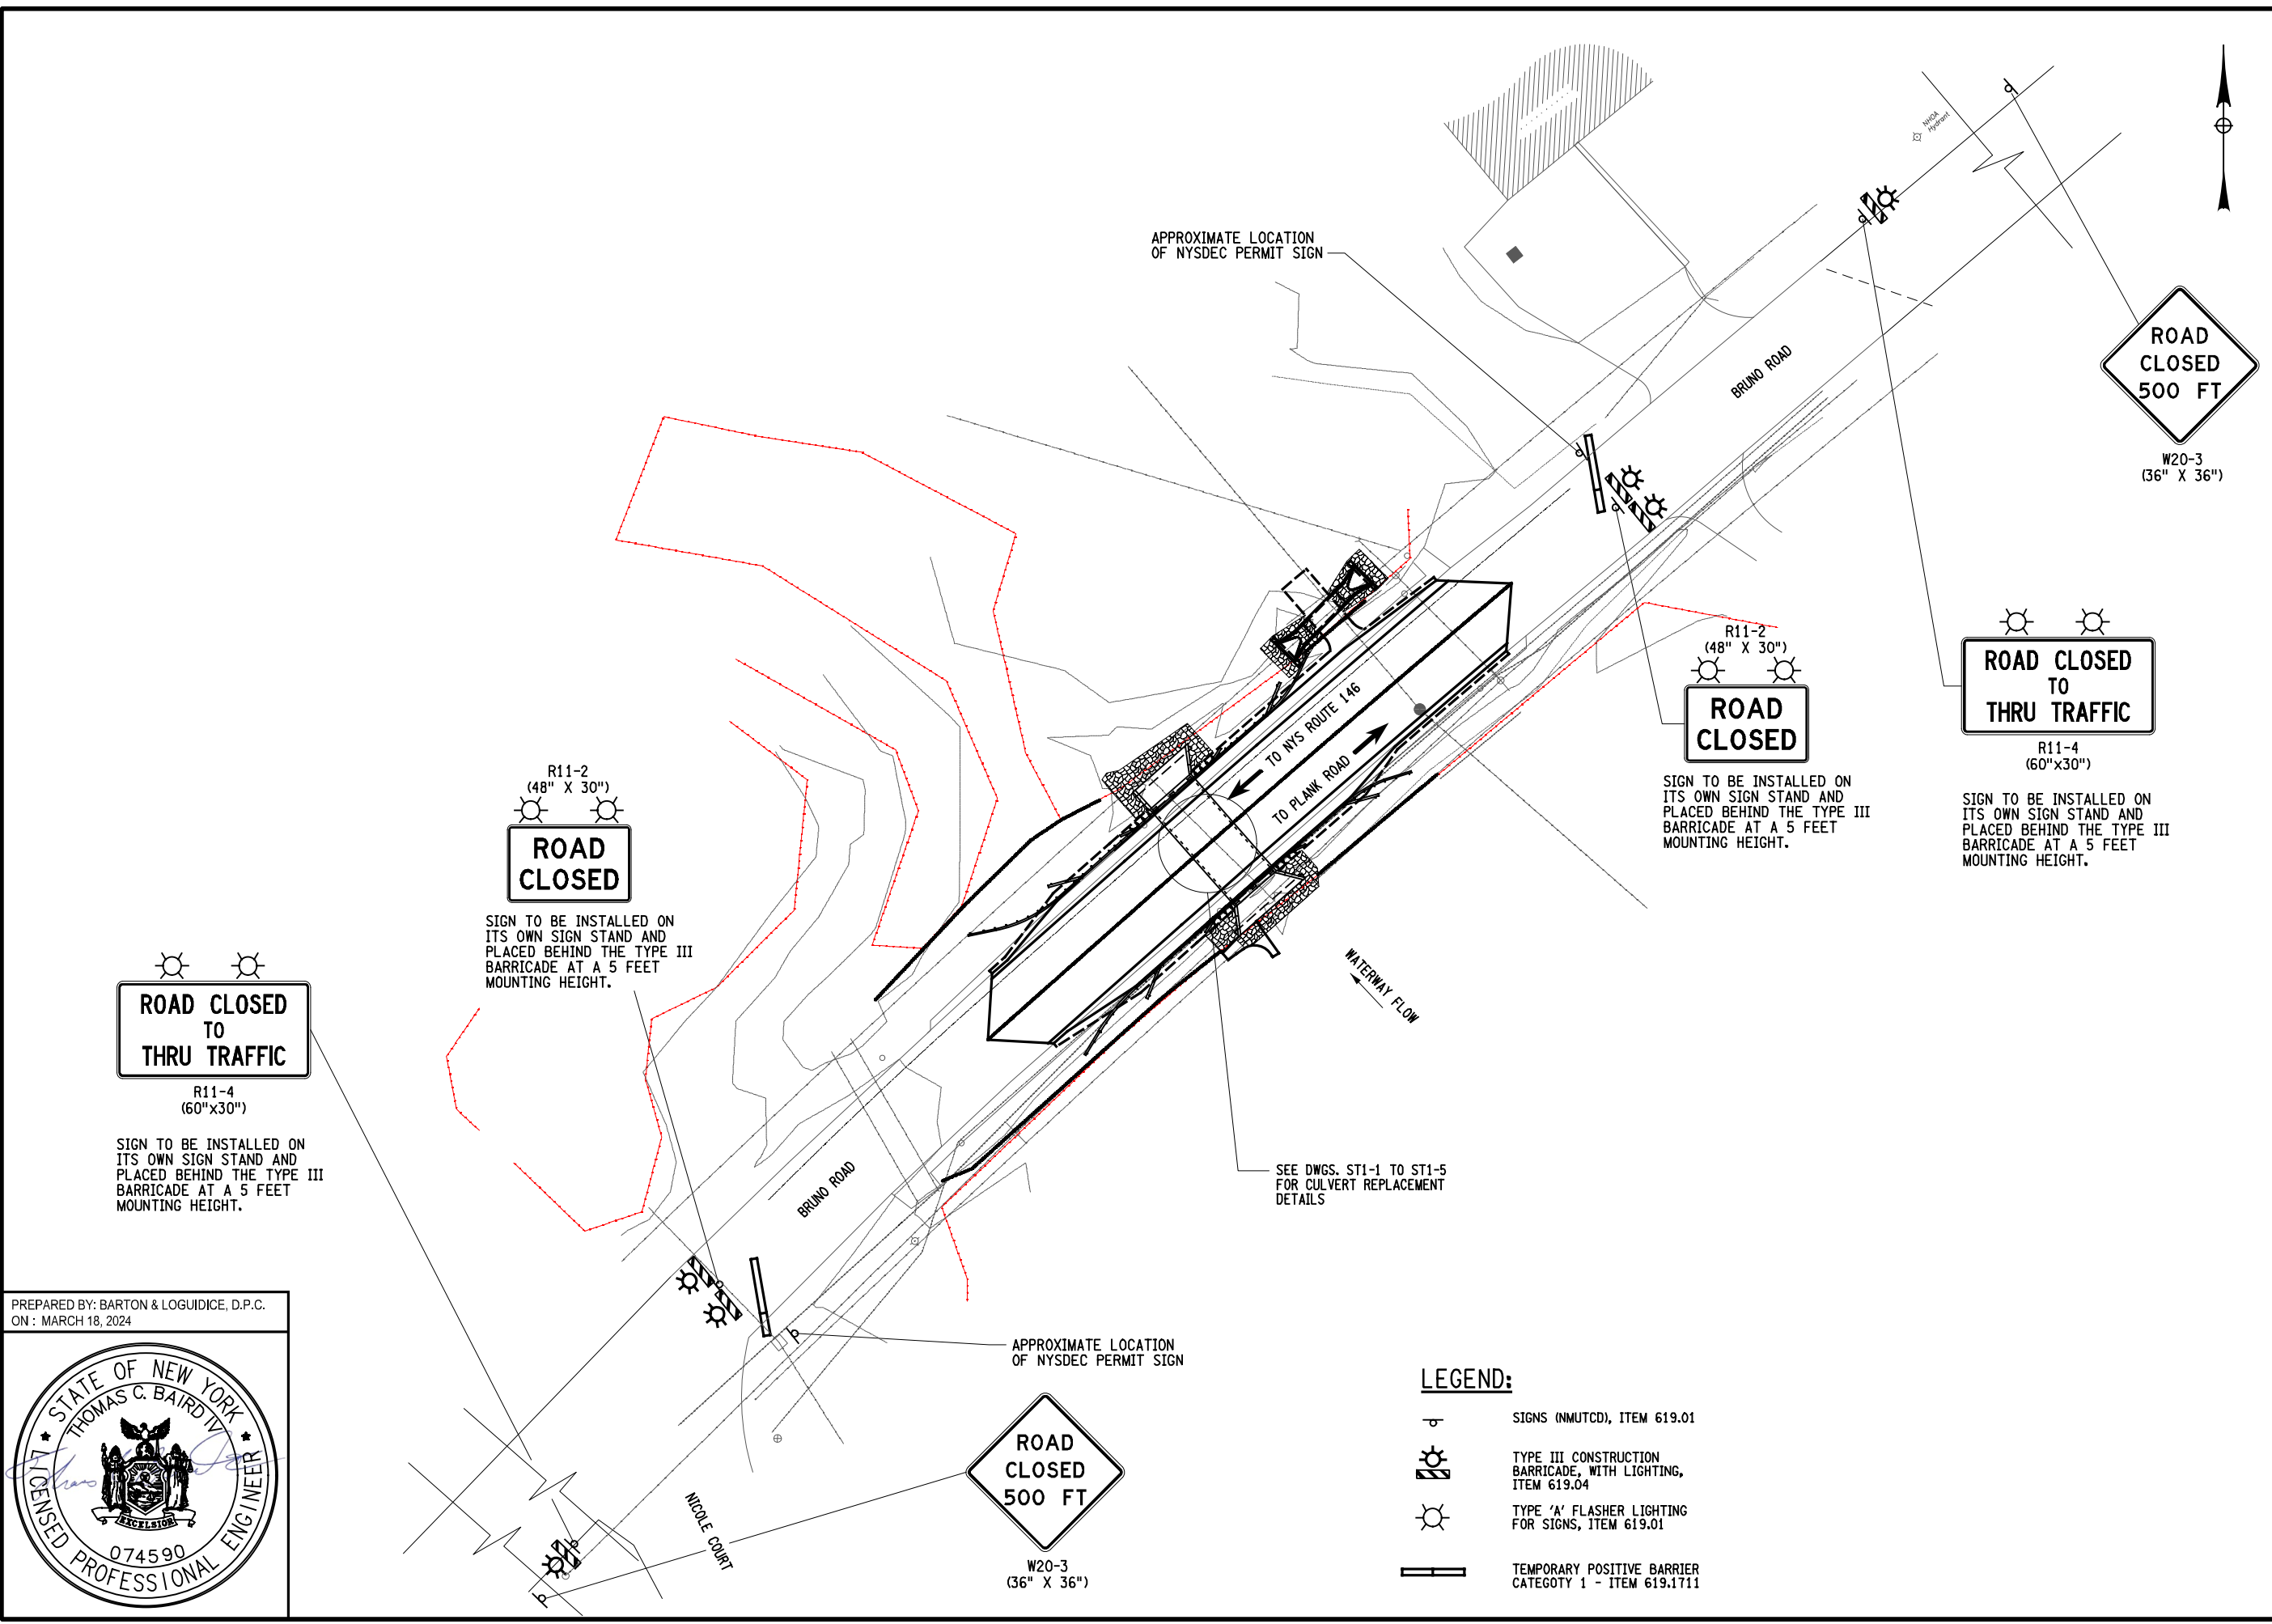 NHOA
Hydrant
APPROXIMATE LOCATION
OF NYSDEC PERMIT SIGN
BRUNO ROAD
ROAD
CLOSED
500 FT
W20-3
(36" X 36")
R11-2
(48" X 30")
ROAD
CLOSED
SIGN TO BE INSTALLED ON
ITS OWN SIGN STAND AND
PLACED BEHIND THE TYPE III
BARRICADE AT A 5 FEET
MOUNTING HEIGHT.
ROAD CLOSED
TO
THRU TRAFFIC
R11-4
(60"x30")
SIGN TO BE INSTALLED ON
ITS OWN SIGN STAND AND
PLACED BEHIND THE TYPE III
BARRICADE AT A 5 FEET
MOUNTING HEIGHT.
TO NYS ROUTE 146
TO PLANK ROAD
R11-2
(48" X 30")
ROAD
CLOSED
SIGN TO BE INSTALLED ON
ITS OWN SIGN STAND AND
PLACED BEHIND THE TYPE III
BARRICADE AT A 5 FEET
MOUNTING HEIGHT.
ROAD CLOSED
TO
THRU TRAFFIC
R11-4
(60"x30")
SIGN TO BE INSTALLED ON
ITS OWN SIGN STAND AND
PLACED BEHIND THE TYPE III
BARRICADE AT A 5 FEET
MOUNTING HEIGHT.
WATERWAY FLOW
SEE DWGS. ST1-1 TO ST1-5
FOR CULVERT REPLACEMENT
DETAILS
BRUNO ROAD
APPROXIMATE LOCATION
OF NYSDEC PERMIT SIGN
NICOLE COURT
ROAD
CLOSED
500 FT
W20-3
(36" X 36")
PREPARED BY: BARTON & LOGUIDICE, D.P.C.
ON : MARCH 18, 2024
STATE OF NEW YORK
THOMAS C. BAIRD IV
EXCELSIOR
074590
LICENSED PROFESSIONAL ENGINEER
LEGEND:
SIGNS (NMUTCD), ITEM 619.01
TYPE III CONSTRUCTION
BARRICADE, WITH LIGHTING,
ITEM 619.04
TYPE 'A' FLASHER LIGHTING
FOR SIGNS, ITEM 619.01
TEMPORARY POSITIVE BARRIER
CATEGOTY 1 - ITEM 619.1711